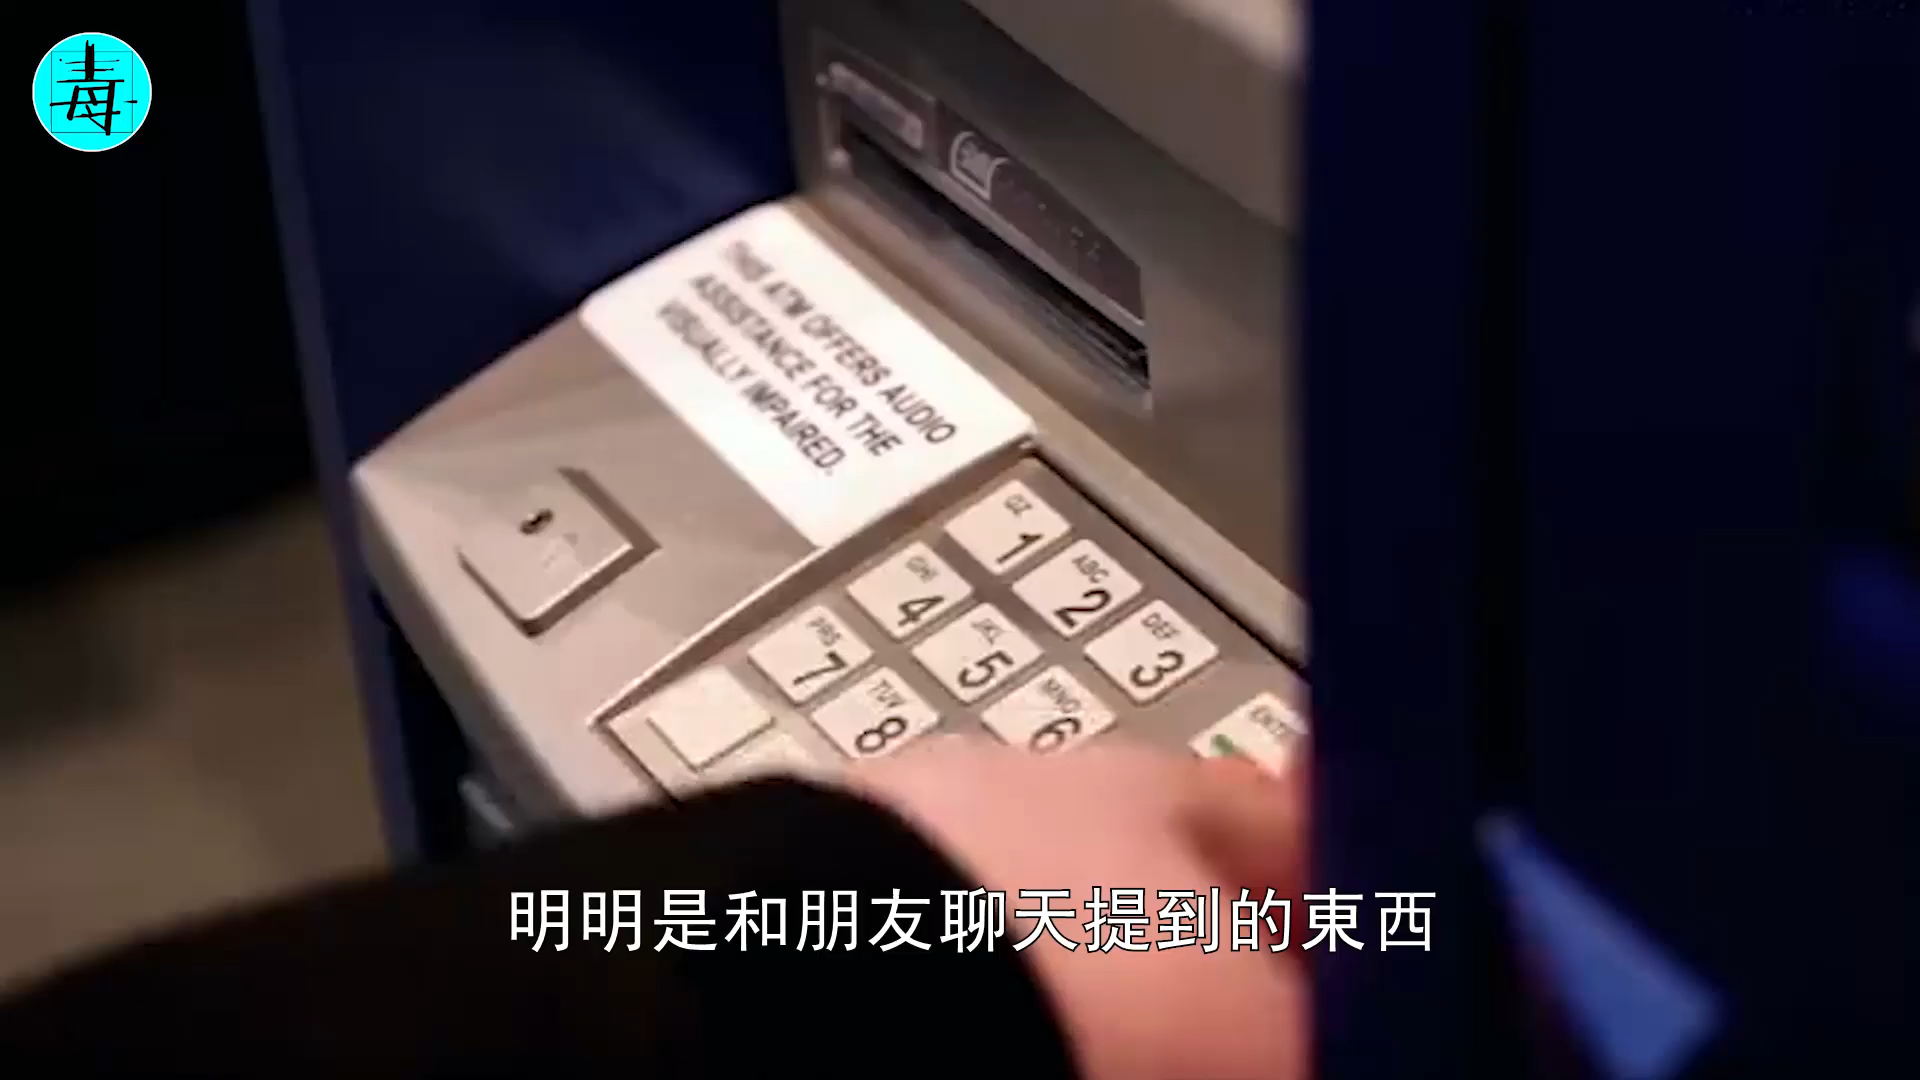 毒
THIS ATM OFFERS AUDIO
ASSISTANCE FOR THE
VISUALLY IMPAIRED.
QZ
1
ABC
2
DEF
3
GHI
4
JKL
5
MNO
6
PRS
7
TUV
8
明明是和朋友聊天提到的東西